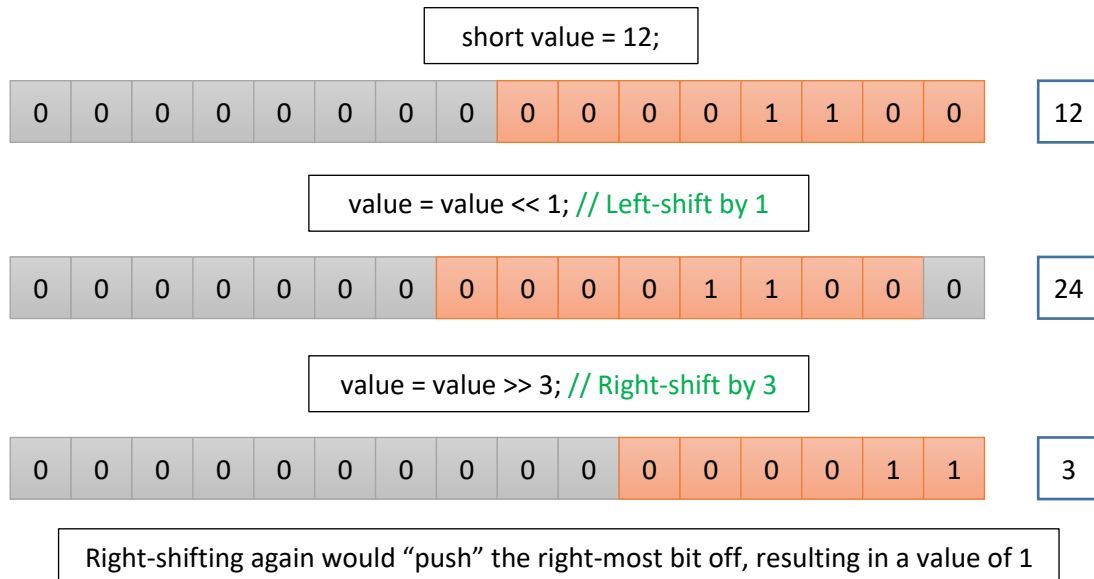 short value = 12;
0 0 0 0 0 0 0 0 0 0 0 0 1 1 0 0 12
value = value << 1; // Left-shift by 1
0 0 0 0 0 0 0 0 0 0 0 1 1 0 0 0 24
value = value >> 3; // Right-shift by 3
0 0 0 0 0 0 0 0 0 0 0 0 0 0 1 1 3
Right-shifting again would “push” the right-most bit off, resulting in a value of 1